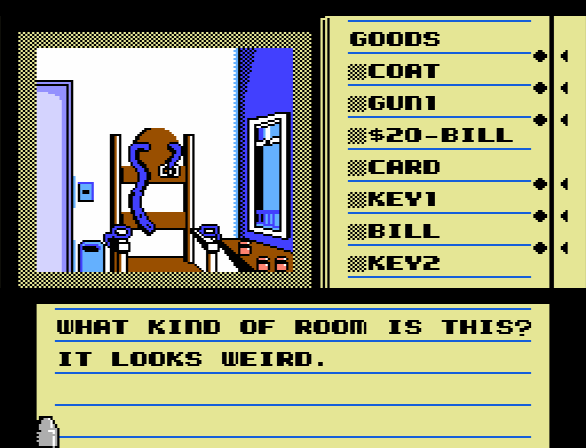 GOODS
COAT
GUN1
$20-BILL
CARD
KEY1
BILL
KEY2
WHAT KIND OF ROOM IS THIS?
IT LOOKS WEIRD.